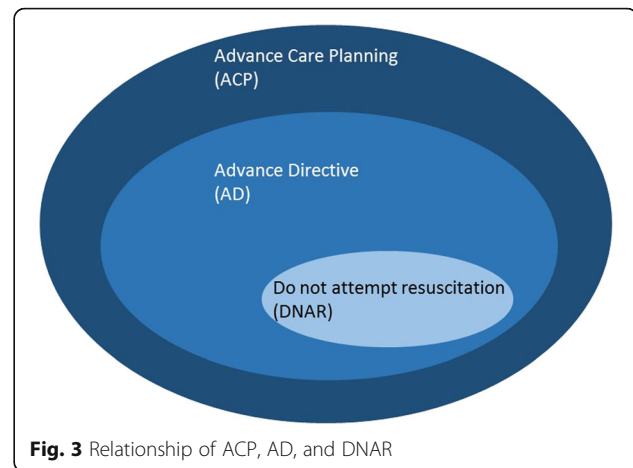 Advance Care Planning
(ACP)
Advance Directive
(AD)
Do not attempt resuscitation
(DNAR)
Fig. 3 Relationship of ACP, AD, and DNAR